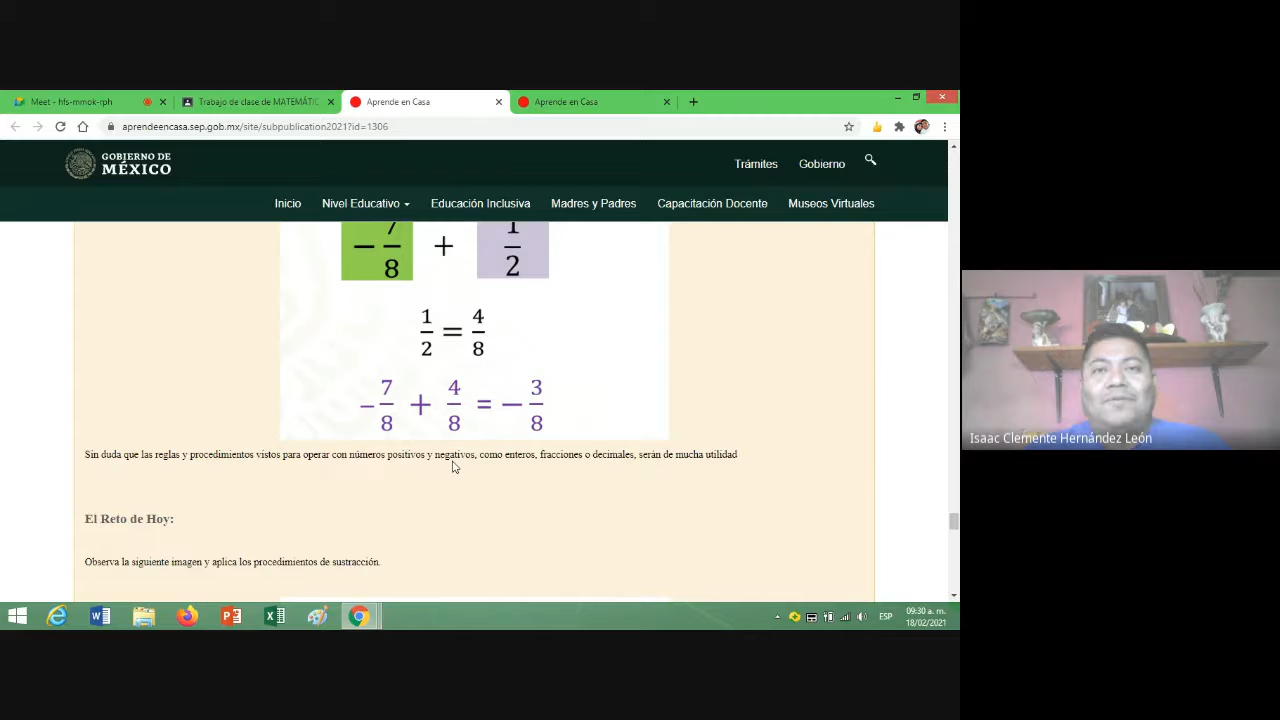 Meet - hfs-mmok-rph
Trabajo de clase de MATEMÁTIC
Aprende en Casa
Aprende en Casa
aprendeencasa.sep.gob.mx/site/subpublication2021?id=1306
GOBIERNO DE
MÉXICO
Trámites Gobierno
Inicio Nivel Educativo Educación Inclusiva Madres y Padres Capacitación Docente Museos Virtuales
− 7/8 + 1/2
1/2 = 4/8
- 7/8 + 4/8 = − 3/8
Sin duda que las reglas y procedimientos vistos para operar con números positivos y negativos, como enteros, fracciones o decimales, serán de mucha utilidad
El Reto de Hoy:
Observa la siguiente imagen y aplica los procedimientos de sustracción.
Isaac Clemente Hernández León
ESP
09:30 a. m.
18/02/2021